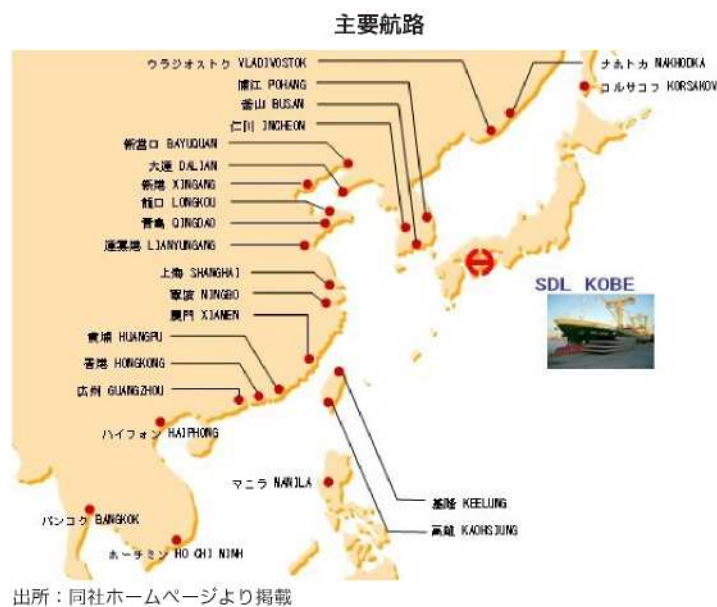 主要航路
ウラジオストク VLADIVOSTOK
ナホトカ NAKHODKA
浦江 POHANG
コルサコフ KORSAKOV
釜山 BUSAN
仁川 INCHEON
新営口 BAYUQUAN
大連 DALIAN
新港 XINGANG
龍口 LONGKOU
青島 QINGDAO
連雲港 LIANYUNGANG
上海 SHANGHAI
SDL KOBE
寧波 NINGBO
厦門 XIAMEN
黄埔 HUANGPU
香港 HONGKONG
広州 GUANGZHOU
ハイフォン HAIPHONG
マニラ MANILA
基隆 KEELUNG
バンコク BANGKOK
高雄 KAOHSIUNG
ホーチミン HO CHI MINH
出所：同社ホームページより掲載